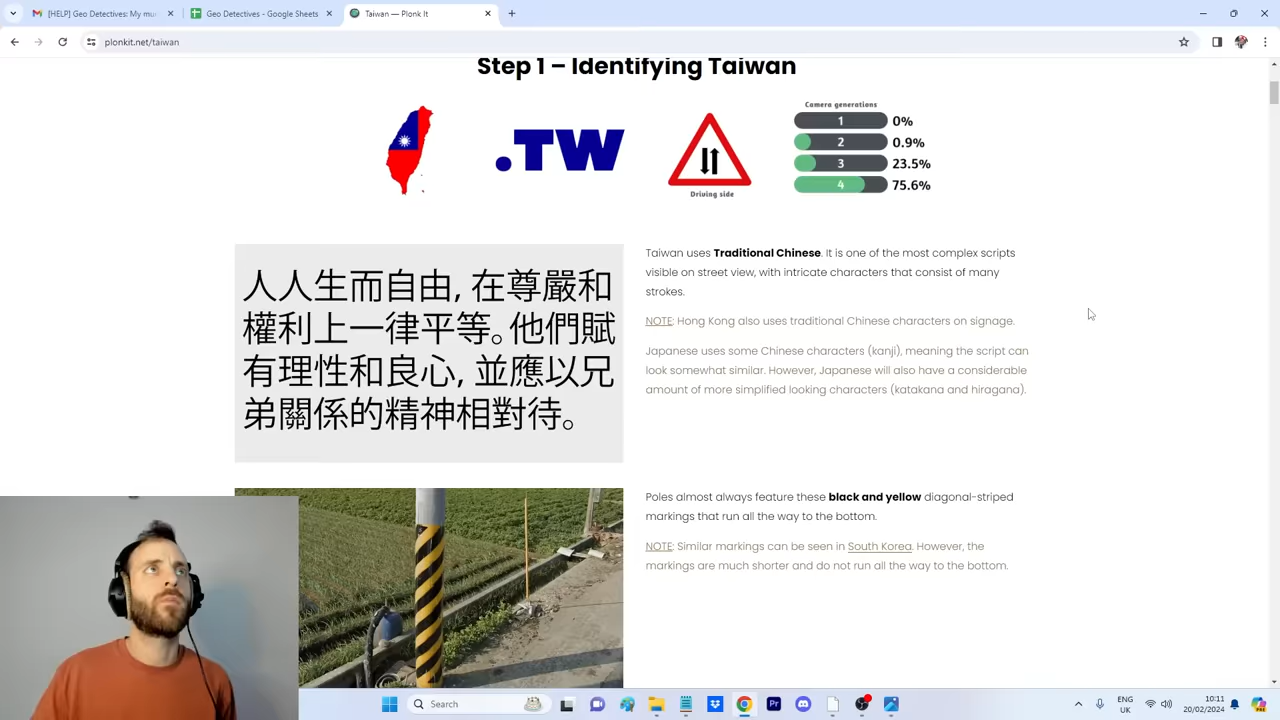 [HELP] Geo Detectives: My mu
Geo Detectives - Google Sheets
Taiwan — Plonk It
plonkit.net/taiwan
Step 1 – Identifying Taiwan
.TW
Driving side
Camera generations
1 0%
2 0.9%
3 23.5%
4 75.6%
人人生而自由, 在尊嚴和
權利上一律平等。他們賦
有理性和良心, 並應以兄
弟關係的精神相對待。
Taiwan uses Traditional Chinese. It is one of the most complex scripts
visible on street view, with intricate characters that consist of many
strokes.
NOTE: Hong Kong also uses traditional Chinese characters on signage.
Japanese uses some Chinese characters (kanji), meaning the script can
look somewhat similar. However, Japanese will also have a considerable
amount of more simplified looking characters (katakana and hiragana).
Poles almost always feature these black and yellow diagonal-striped
markings that run all the way to the bottom.
NOTE: Similar markings can be seen in South Korea. However, the
markings are much shorter and do not run all the way to the bottom.
Search
Pr
ENG
UK
10:11
20/02/2024